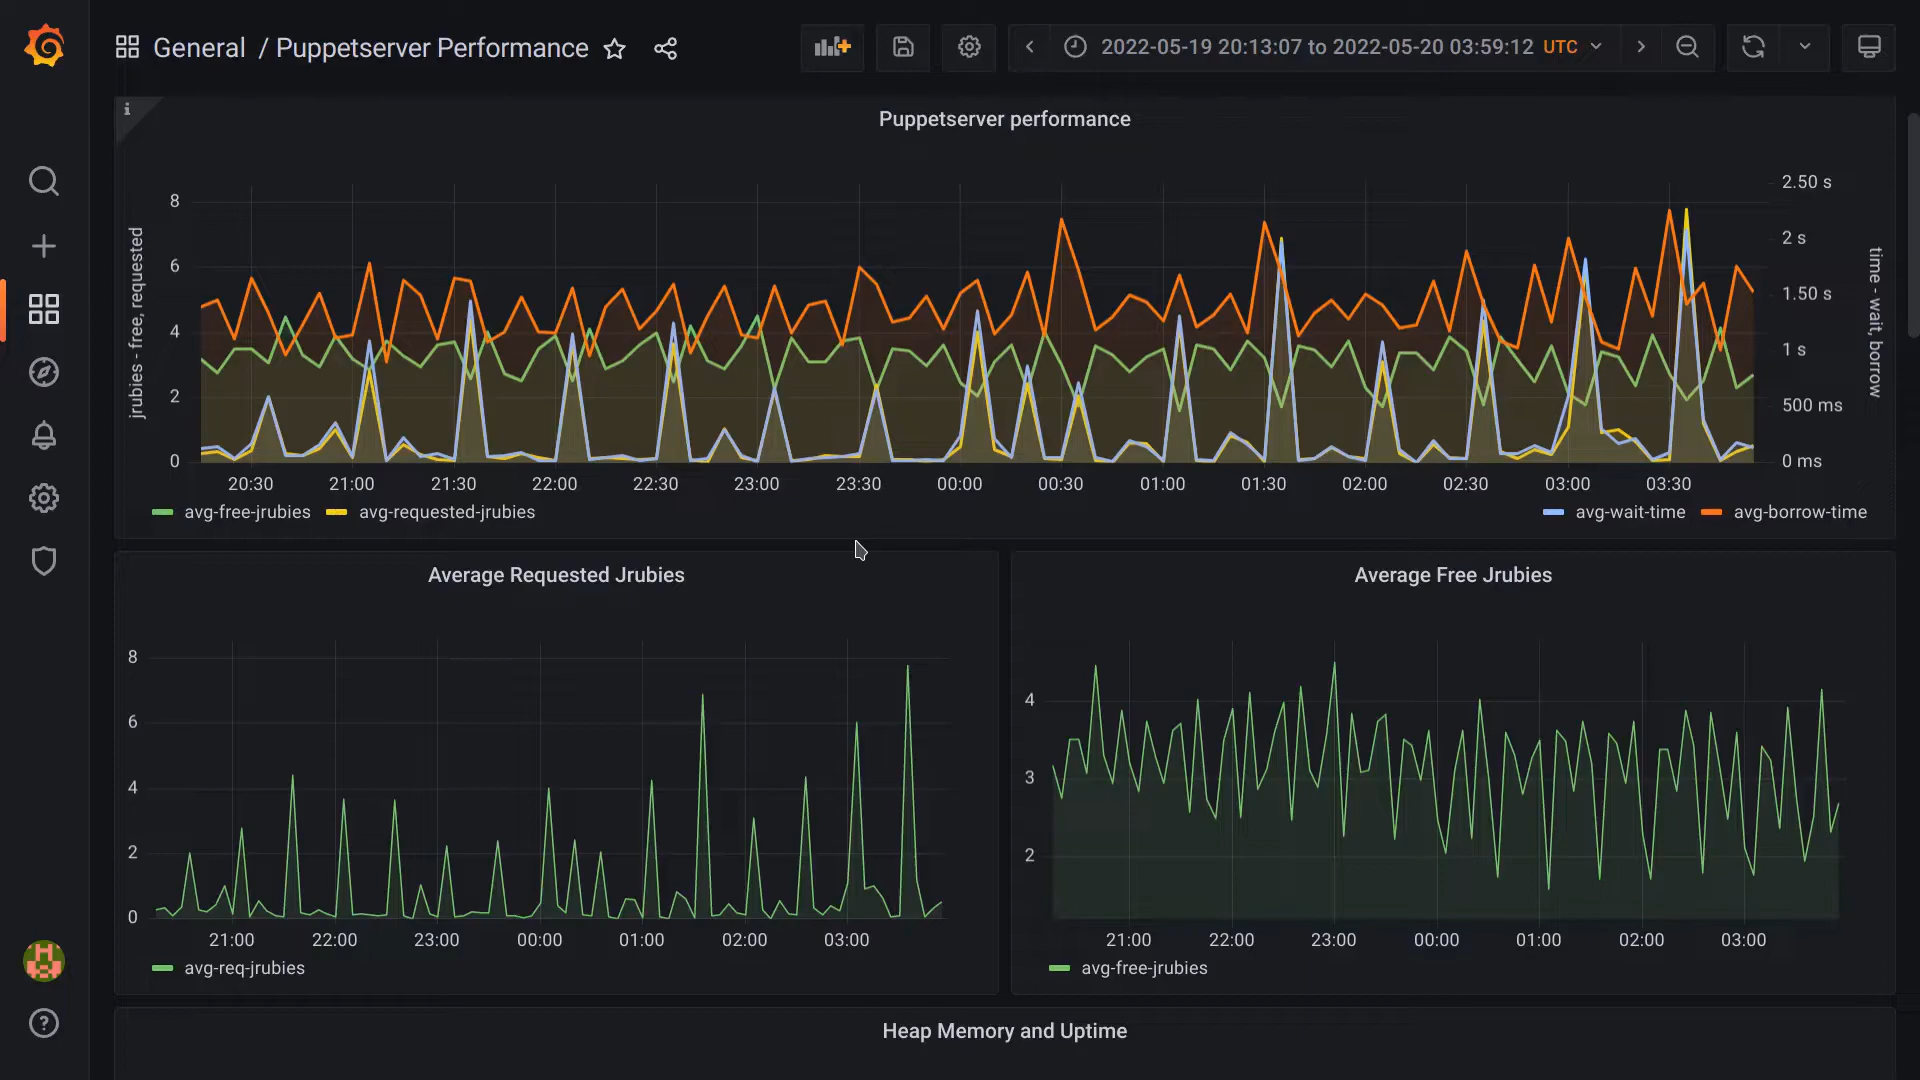 General / Puppetserver Performance
2022-05-19 20:13:07 to 2022-05-20 03:59:12 UTC
i
Puppetserver performance
jrubies - free, requested
8
6
4
2
0
2.50 s
2 s
1.50 s
1 s
500 ms
0 ms
time - wait, borrow
20:30 21:00 21:30 22:00 22:30 23:00 23:30 00:00 00:30 01:00 01:30 02:00 02:30 03:00 03:30
avg-free-jrubies avg-requested-jrubies avg-wait-time avg-borrow-time
Average Requested Jrubies
8
6
4
2
0
21:00 22:00 23:00 00:00 01:00 02:00 03:00
avg-req-jrubies
Average Free Jrubies
4
3
2
21:00 22:00 23:00 00:00 01:00 02:00 03:00
avg-free-jrubies
Heap Memory and Uptime